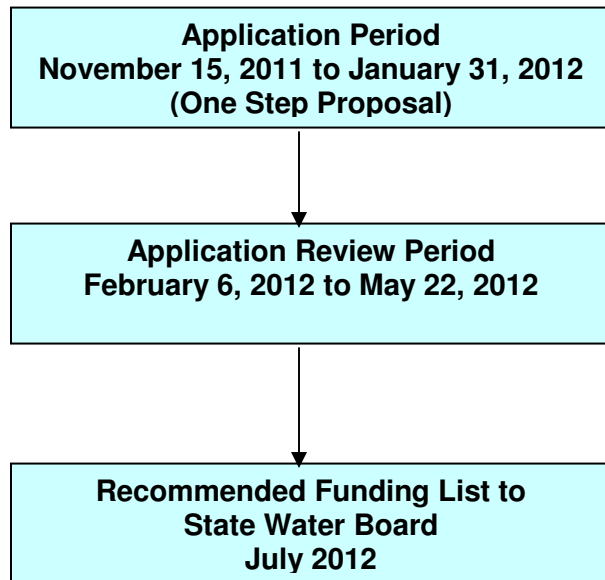 Application Period
November 15, 2011 to January 31, 2012
(One Step Proposal)
Application Review Period
February 6, 2012 to May 22, 2012
Recommended Funding List to
State Water Board
July 2012